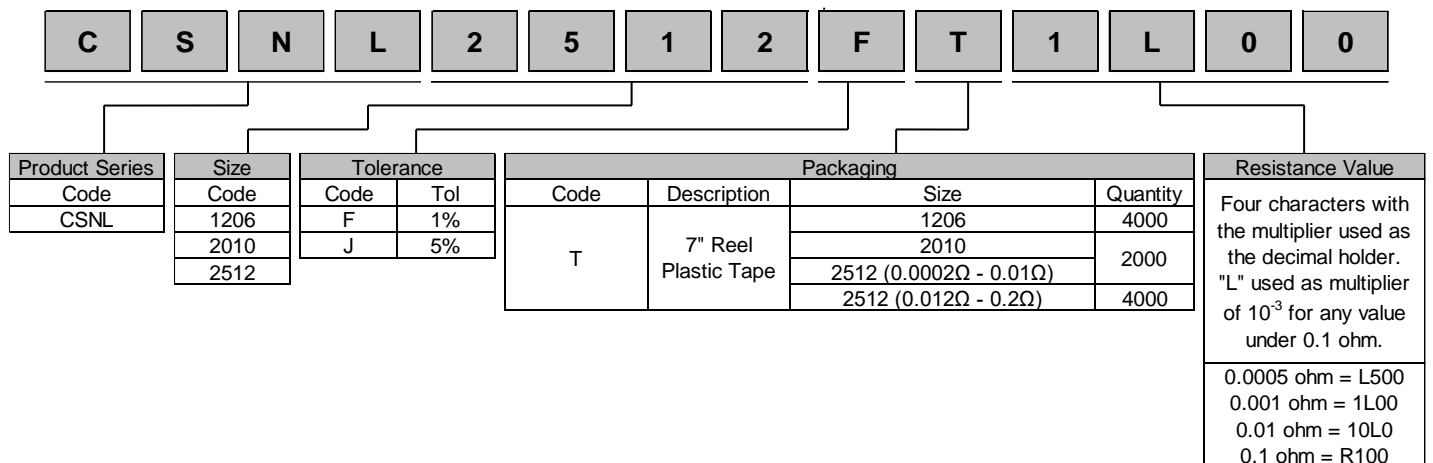 C S N L 2 5 1 2 F T 1 L 0 0
Product Series
Code
CSNL
Size
Code
1206
2010
2512
Tolerance
Code Tol
F 1%
J 5%
Packaging
Code Description Size Quantity
T
7" Reel
Plastic Tape
1206 4000
2010
2512 (0.0002Ω - 0.01Ω)
2000
2512 (0.012Ω - 0.2Ω) 4000
Resistance Value
Four characters with
the multiplier used as
the decimal holder.
"L" used as multiplier
of 10⁻³ for any value
under 0.1 ohm.
0.0005 ohm = L500
0.001 ohm = 1L00
0.01 ohm = 10L0
0.1 ohm = R100